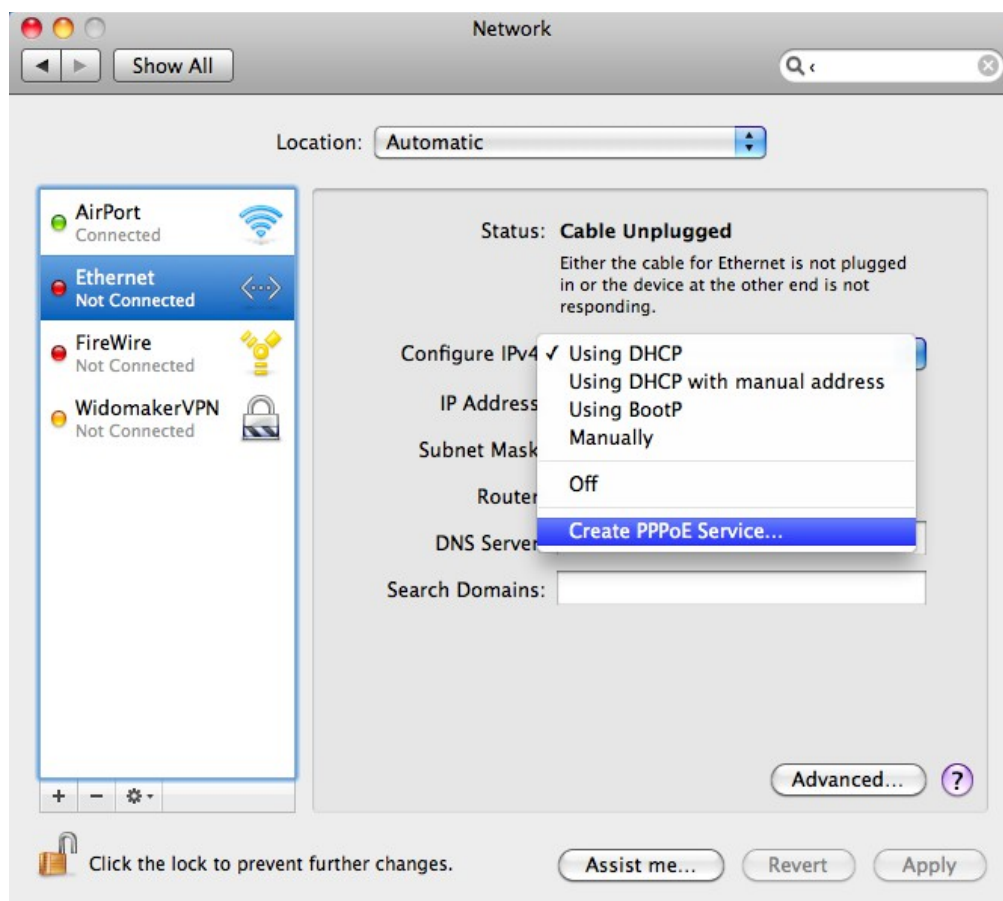 Network
Show All
‹
Location: Automatic
AirPort
Connected
Ethernet
Not Connected
FireWire
Not Connected
WidomakerVPN
Not Connected
Status: Cable Unplugged
Either the cable for Ethernet is not plugged
in or the device at the other end is not
responding.
Configure IPv4 ✓ Using DHCP
Using DHCP with manual address
Using BootP
Manually
Off
Create PPPoE Service...
IP Address
Subnet Mask
Router
DNS Server
Search Domains:
Advanced... ?
+ −
Click the lock to prevent further changes.
Assist me... Revert Apply